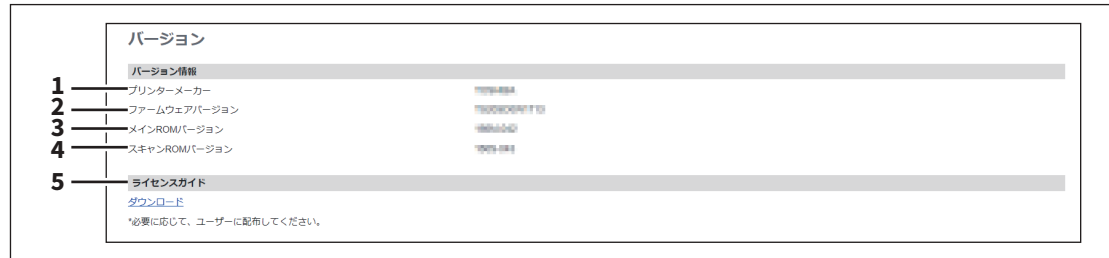 バージョン
バージョン情報
1 プリンターメーカー
2 ファームウェアバージョン
3 メインROMバージョン
4 スキャンROMバージョン
5 ライセンスガイド
ダウンロード
*必要に応じて、ユーザーに配布してください。